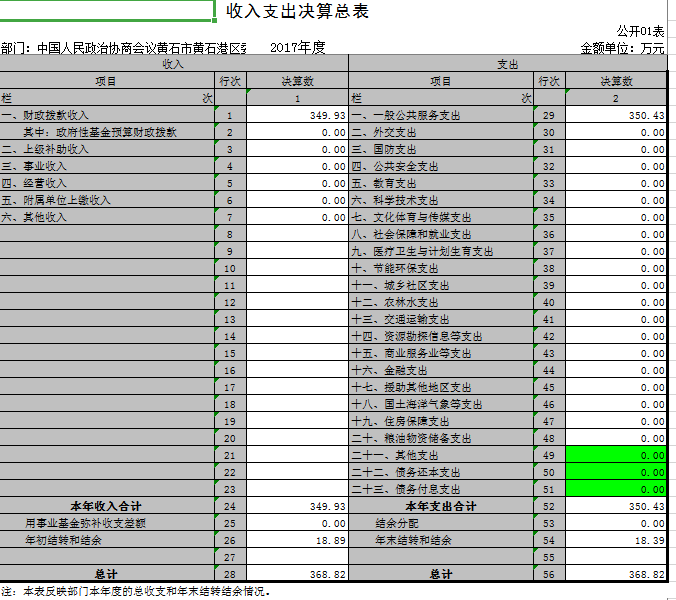 收入支出决算总表
公开01表
部门：中国人民政治协商会议黄石市黄石港区委 2017年度 金额单位：万元
收入 支出
项目 行次 决算数 项目 行次 决算数
栏 次 1 栏 次 2
一、财政拨款收入 1 349.93 一、一般公共服务支出 29 350.43
其中：政府性基金预算财政拨款 2 0.00 二、外交支出 30 0.00
二、上级补助收入 3 0.00 三、国防支出 31 0.00
三、事业收入 4 0.00 四、公共安全支出 32 0.00
四、经营收入 5 0.00 五、教育支出 33 0.00
五、附属单位上缴收入 6 0.00 六、科学技术支出 34 0.00
六、其他收入 7 0.00 七、文化体育与传媒支出 35 0.00
8 八、社会保障和就业支出 36 0.00
9 九、医疗卫生与计划生育支出 37 0.00
10 十、节能环保支出 38 0.00
11 十一、城乡社区支出 39 0.00
12 十二、农林水支出 40 0.00
13 十三、交通运输支出 41 0.00
14 十四、资源勘探信息等支出 42 0.00
15 十五、商业服务业等支出 43 0.00
16 十六、金融支出 44 0.00
17 十七、援助其他地区支出 45 0.00
18 十八、国土海洋气象等支出 46 0.00
19 十九、住房保障支出 47 0.00
20 二十、粮油物资储备支出 48 0.00
21 二十一、其他支出 49 0.00
22 二十二、债务还本支出 50 0.00
23 二十三、债务付息支出 51 0.00
本年收入合计 24 349.93 本年支出合计 52 350.43
用事业基金弥补收支差额 25 0.00 结余分配 53 0.00
年初结转和结余 26 18.89 年末结转和结余 54 18.39
27 55
总计 28 368.82 总计 56 368.82
注：本表反映部门本年度的总收支和年末结转结余情况。